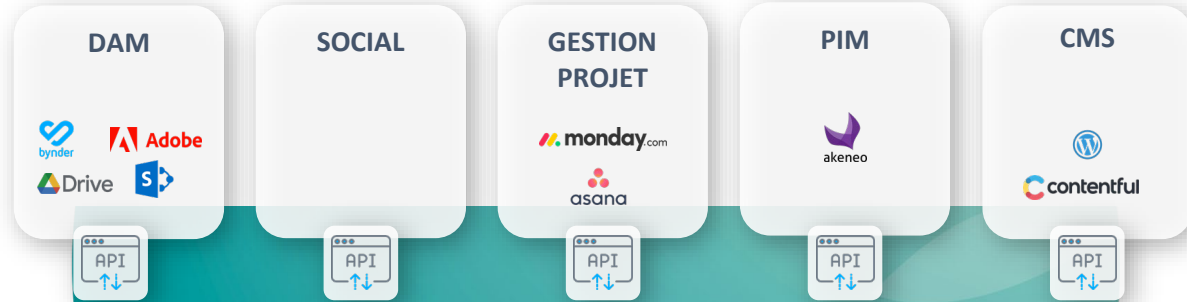 DAM
SOCIAL
GESTION
PROJET
PIM
CMS
bynder
Adobe
Drive
S
monday.com
asana
akeneo
W
contentful
API
API
API
API
API